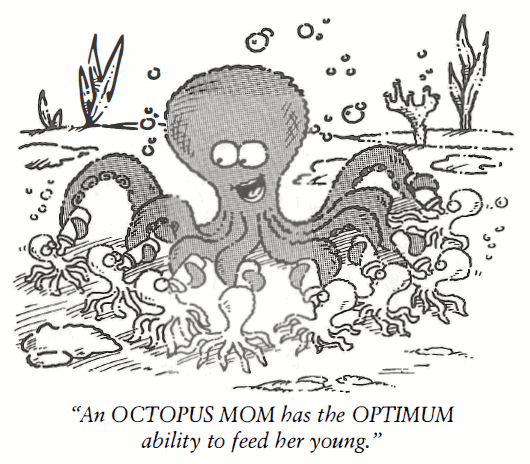 “An OCTOPUS MOM has the OPTIMUM
ability to feed her young.”